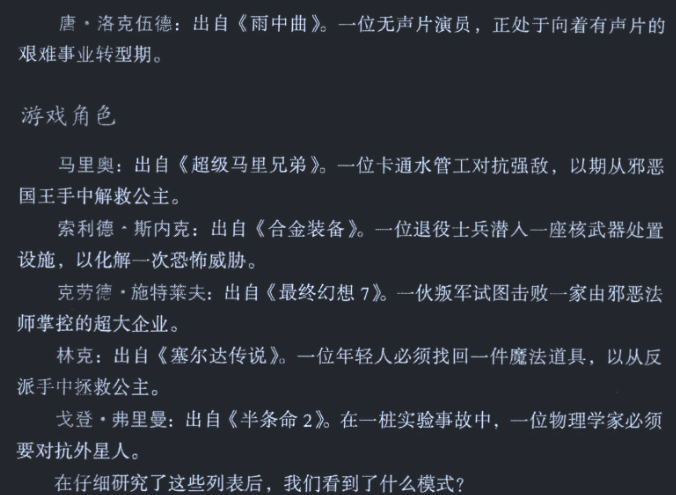 唐·洛克伍德：出自《雨中曲》。一位无声片演员，正处于向着有声片的
艰难事业转型期。
游戏角色
马里奥：出自《超级马里兄弟》。一位卡通水管工对抗强敌，以期从邪恶
国王手中解救公主。
索利德·斯内克：出自《合金装备》。一位退役士兵潜入一座核武器处置
设施，以化解一次恐怖威胁。
克劳德·施特莱夫：出自《最终幻想 7》。一伙叛军试图击败一家由邪恶法
师掌控的超大企业。
林克：出自《塞尔达传说》。一位年轻人必须找回一件魔法道具，以从反
派手中拯救公主。
戈登·弗里曼：出自《半条命 2》。在一桩实验事故中，一位物理学家必须
要对抗外星人。
在仔细研究了这些列表后，我们看到了什么模式？